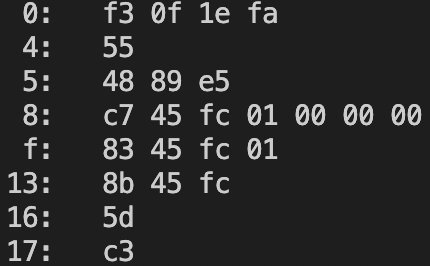 0: f3 0f 1e fa
4: 55
5: 48 89 e5
8: c7 45 fc 01 00 00 00
f: 83 45 fc 01
13: 8b 45 fc
16: 5d
17: c3